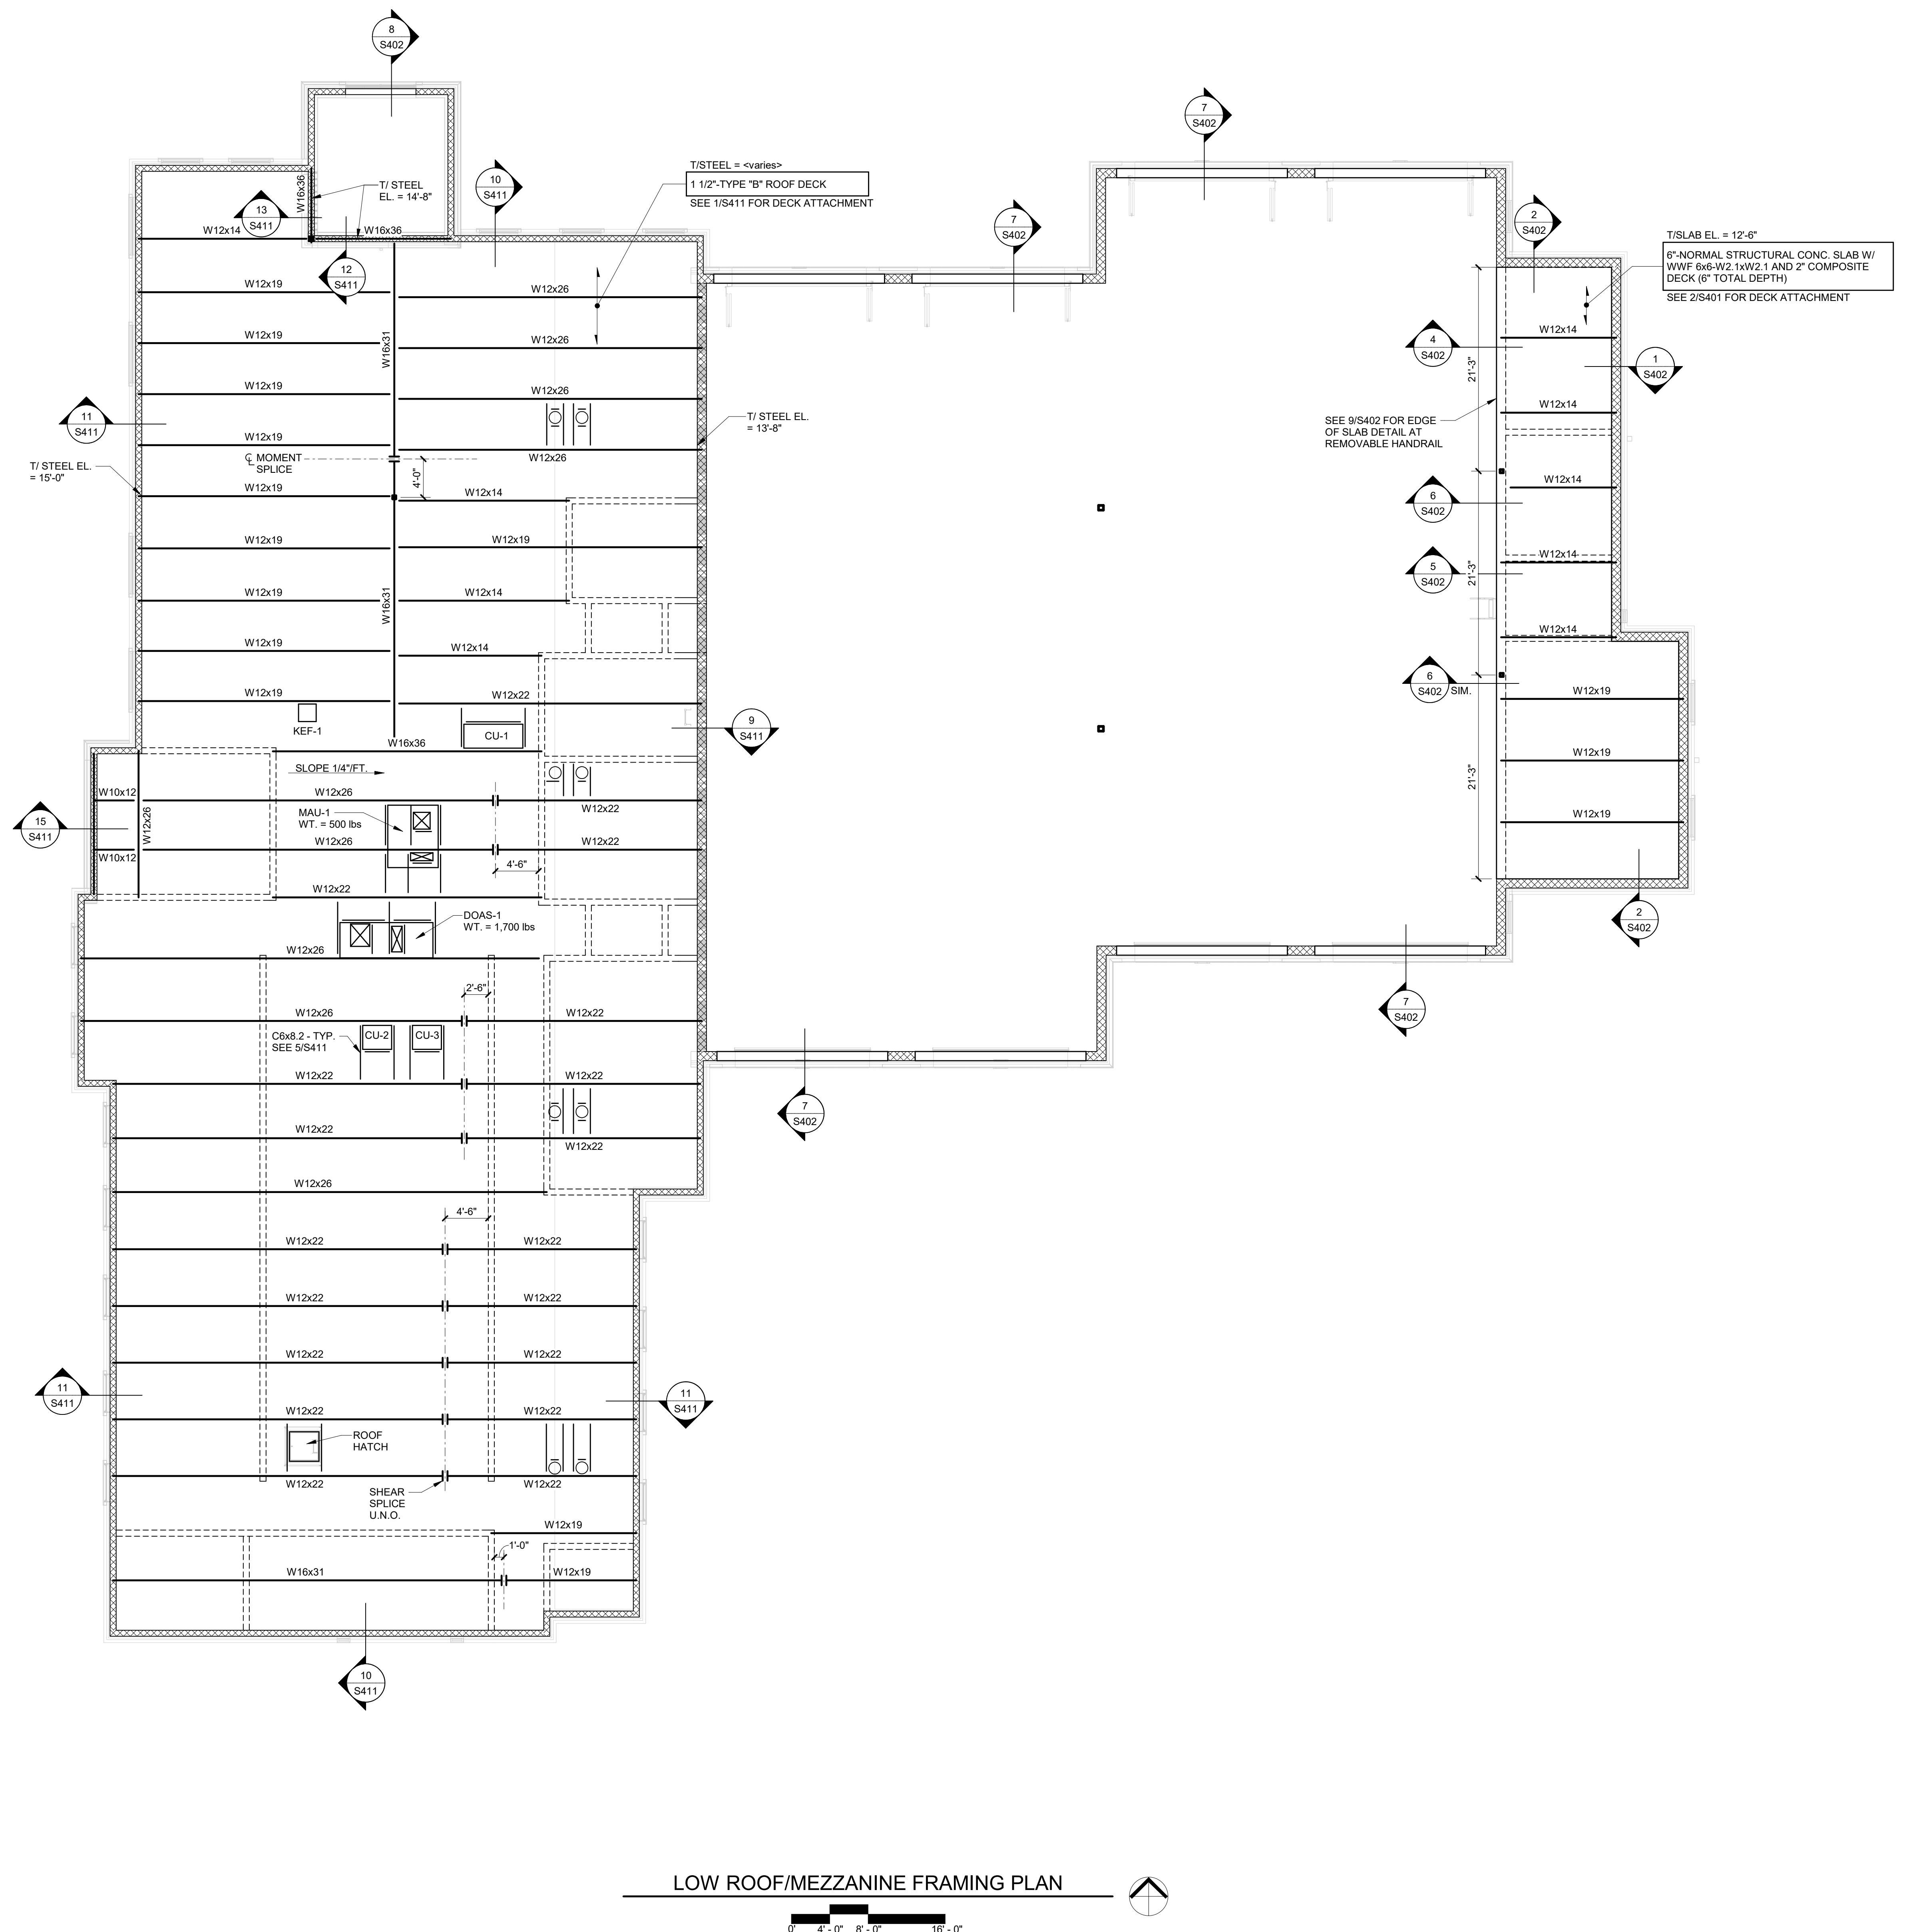 8
S402
7
S402
T/STEEL = <varies>
1 1/2"-TYPE "B" ROOF DECK
SEE 1/S411 FOR DECK ATTACHMENT
10
S411
T/ STEEL
EL. = 14'-8"
W16x36
13
S411
W12x14
W16x36
12
S411
7
S402
2
S402
T/SLAB EL. = 12'-6"
6"-NORMAL STRUCTURAL CONC. SLAB W/
WWF 6x6-W2.1xW2.1 AND 2" COMPOSITE
DECK (6" TOTAL DEPTH)
SEE 2/S401 FOR DECK ATTACHMENT
W12x19
W12x26
W12x19
W16x31
W12x26
W12x14
4
S402
21'-3"
1
S402
W12x19
W12x26
W12x14
11
S411
T/ STEEL EL.
= 13'-8"
SEE 9/S402 FOR EDGE
OF SLAB DETAIL AT
REMOVABLE HANDRAIL
W12x19
W12x26
℄ MOMENT
SPLICE
4'-0"
T/ STEEL EL.
= 15'-0"
W12x19
W12x14
W12x14
6
S402
W12x19
W12x19
W12x14
5
S402
21'-3"
W12x19
W16x31
W12x14
W12x14
W12x19
W12x14
6
S402
SIM.
W12x19
W12x19
W12x22
KEF-1
CU-1
9
S411
W16x36
W12x19
SLOPE 1/4"/FT.
21'-3"
W10x12
W12x26
W12x22
W12x19
15
S411
W12x26
MAU-1
WT. = 500 lbs
W12x26
W12x22
W10x12
4'-6"
W12x22
DOAS-1
WT. = 1,700 lbs
2
S402
W12x26
2'-6"
W12x26
W12x22
7
S402
C6x8.2 - TYP.
SEE 5/S411
CU-2
CU-3
W12x22
W12x22
7
S402
W12x22
W12x22
W12x26
4'-6"
W12x22
W12x22
W12x22
W12x22
W12x22
W12x22
11
S411
11
S411
W12x22
W12x22
ROOF
HATCH
W12x22
W12x22
SHEAR
SPLICE
U.N.O.
W12x19
1'-0"
W16x31
W12x19
10
S411
LOW ROOF/MEZZANINE FRAMING PLAN
0'
4' - 0"
8' - 0"
16' - 0"